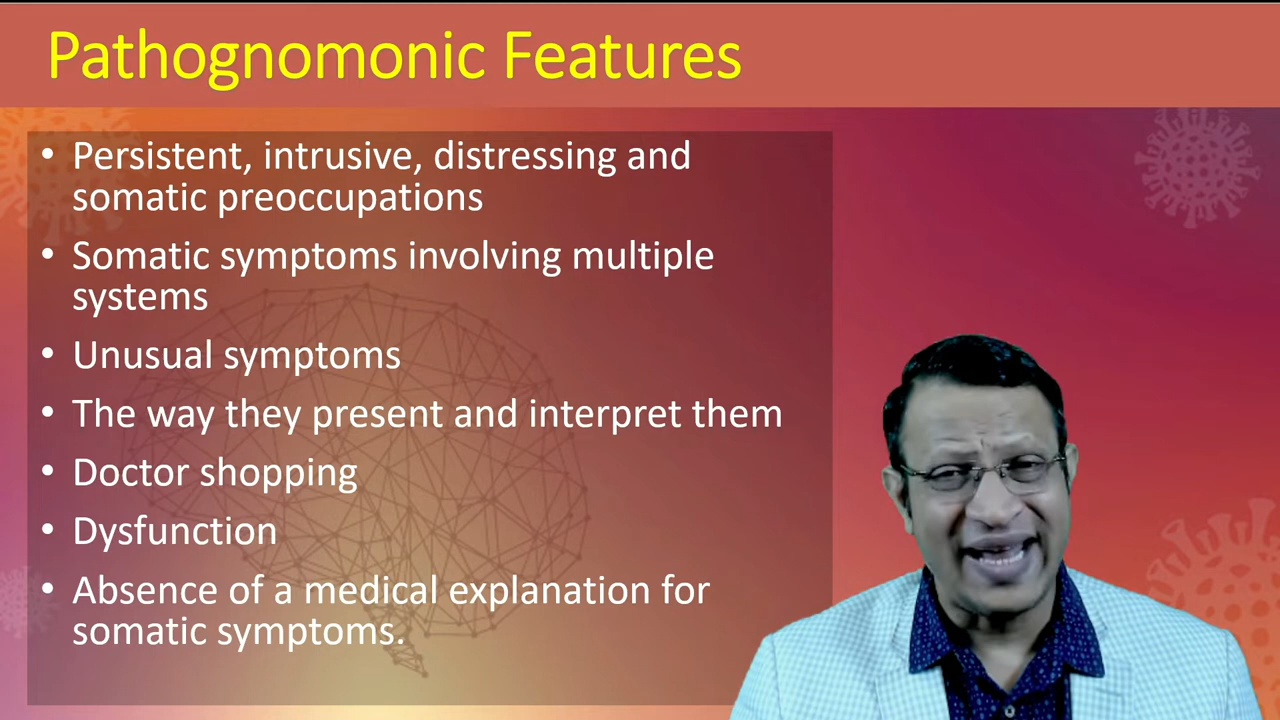 Pathognomonic Features
• Persistent, intrusive, distressing and
somatic preoccupations
• Somatic symptoms involving multiple
systems
• Unusual symptoms
• The way they present and interpret them
• Doctor shopping
• Dysfunction
• Absence of a medical explanation for
somatic symptoms.